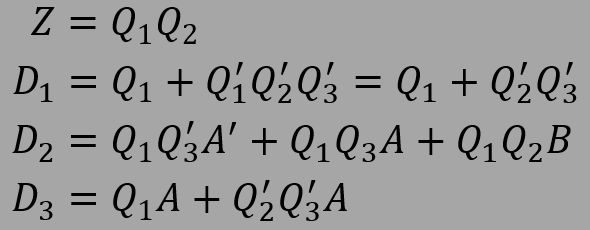 Z = Q₁Q₂
D₁ = Q₁ + Q₁′Q₂′Q₃′ = Q₁ + Q₂′Q₃′
D₂ = Q₁Q₃′A′ + Q₁Q₃A + Q₁Q₂B
D₃ = Q₁A + Q₂′Q₃′A